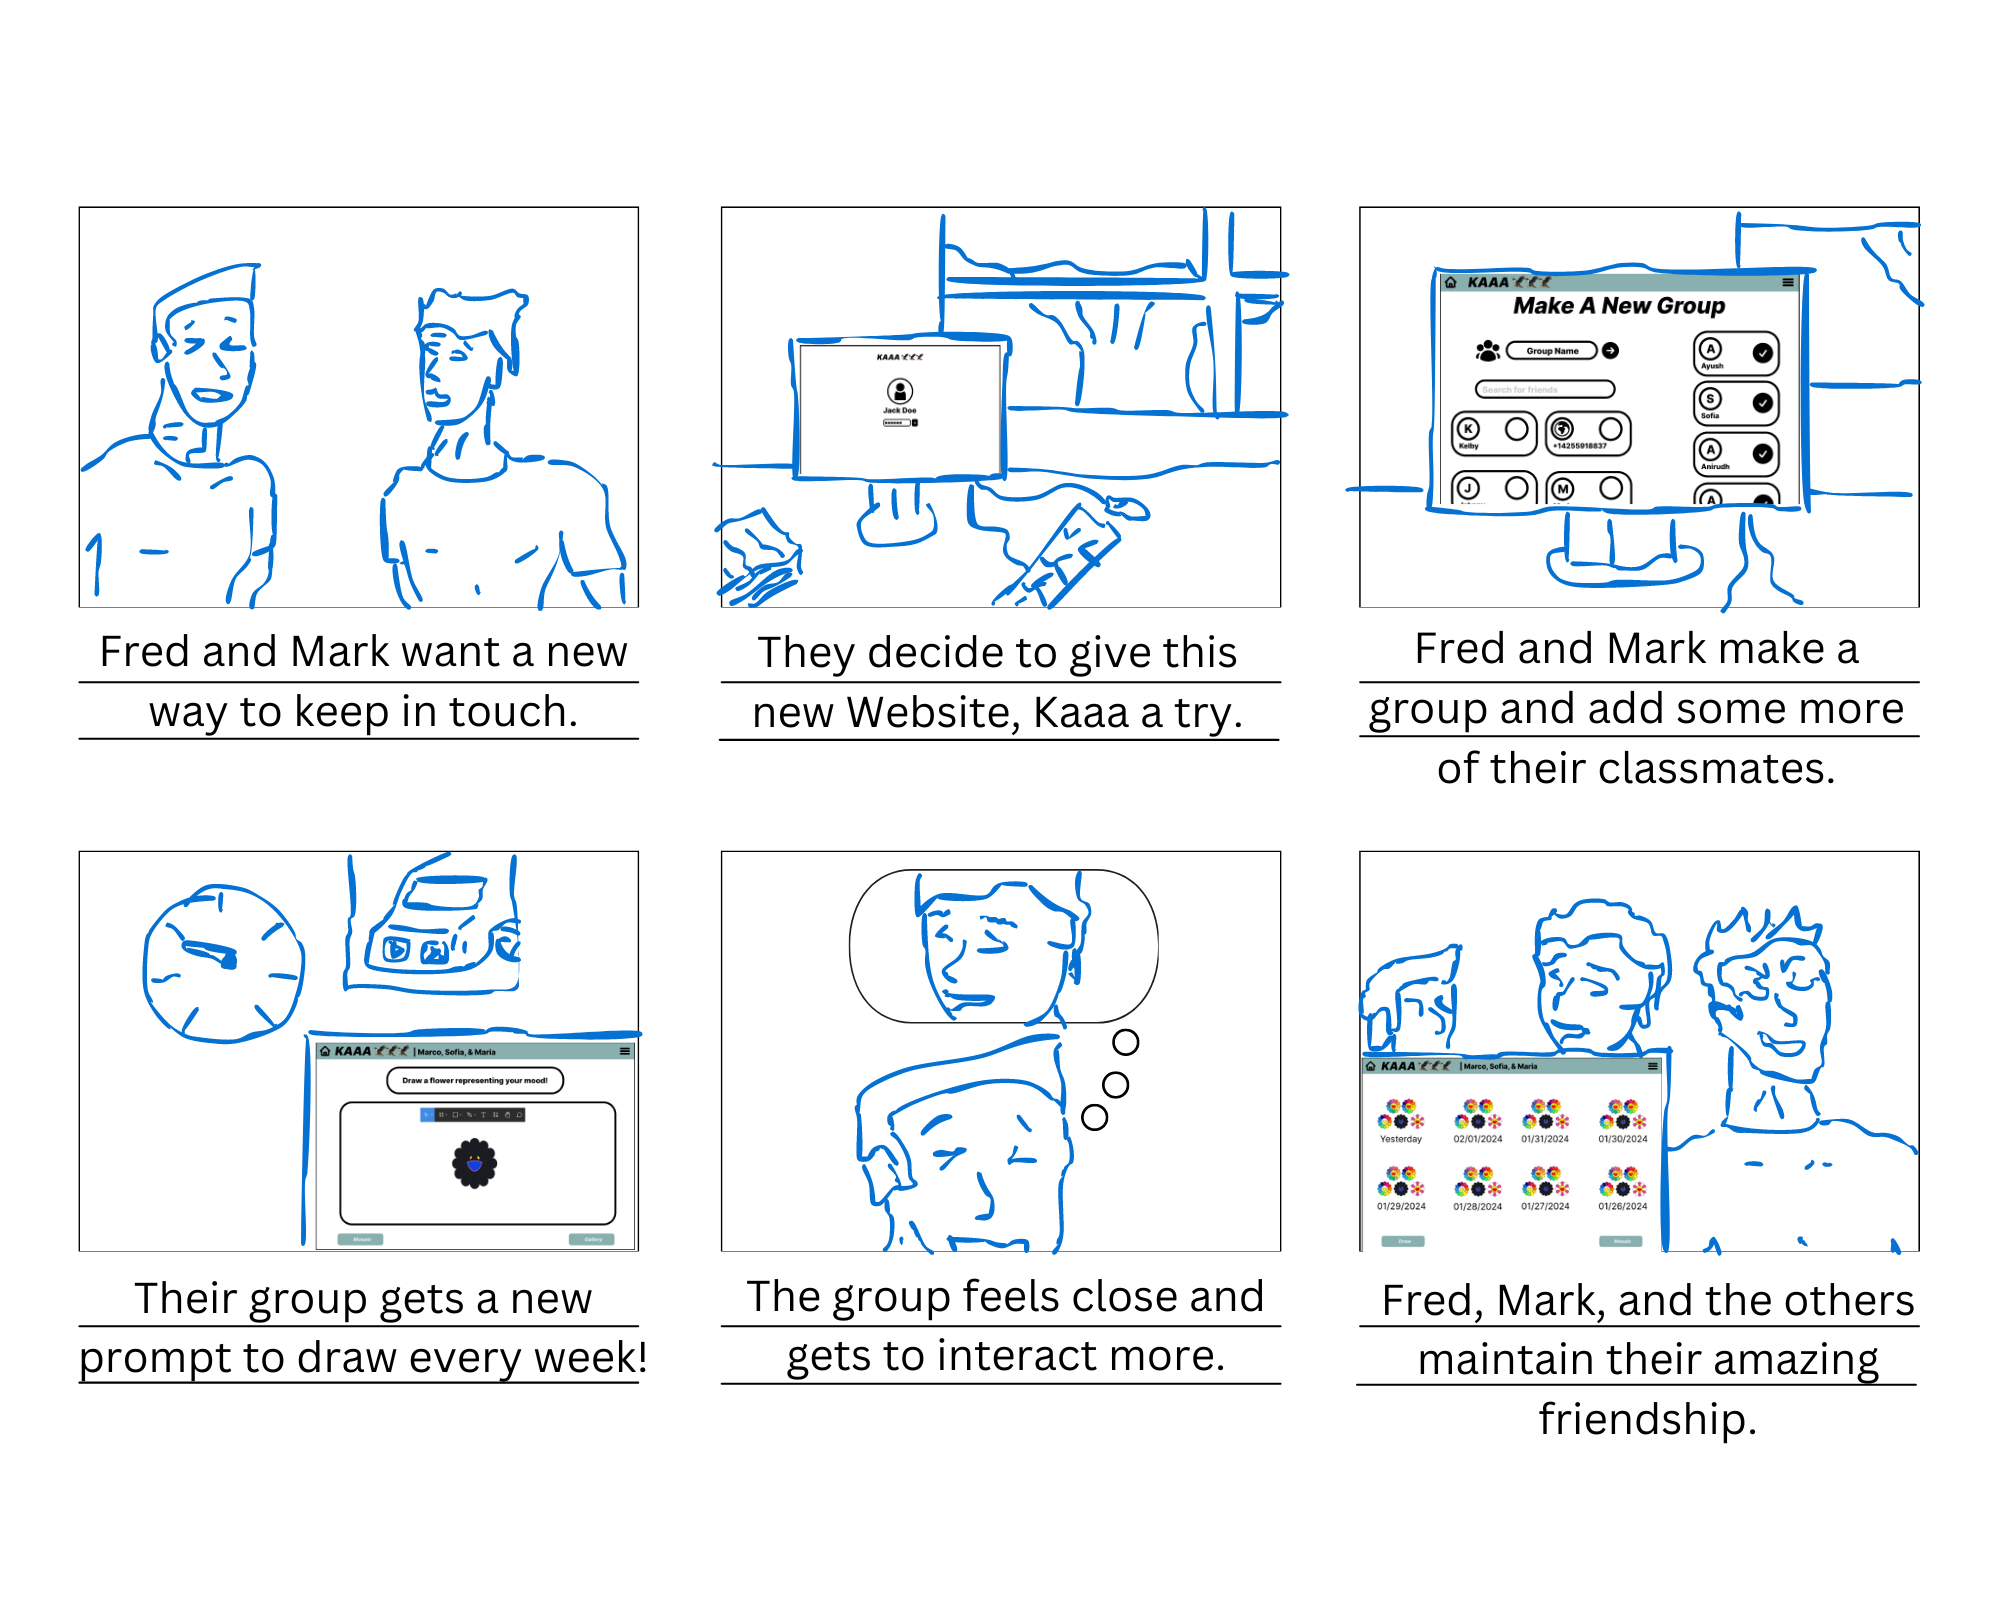 KAAA
Jack Doe
KAAA
Make A New Group
Group Name
Search for friends
K
Kelby
+14255918837
J
M
A
Ayush
S
Sofia
A
Anirudh
A
Fred and Mark want a new
way to keep in touch.
They decide to give this
new Website, Kaaa a try.
Fred and Mark make a
group and add some more
of their classmates.
KAAA | Marco, Sofia, & Maria
Draw a flower representing your mood!
Mosaic
Gallery
KAAA | Marco, Sofia, & Maria
Yesterday 02/01/2024 01/31/2024 01/30/2024
01/29/2024 01/28/2024 01/27/2024 01/26/2024
Draw
Mosaic
Their group gets a new
prompt to draw every week!
The group feels close and
gets to interact more.
Fred, Mark, and the others
maintain their amazing
friendship.